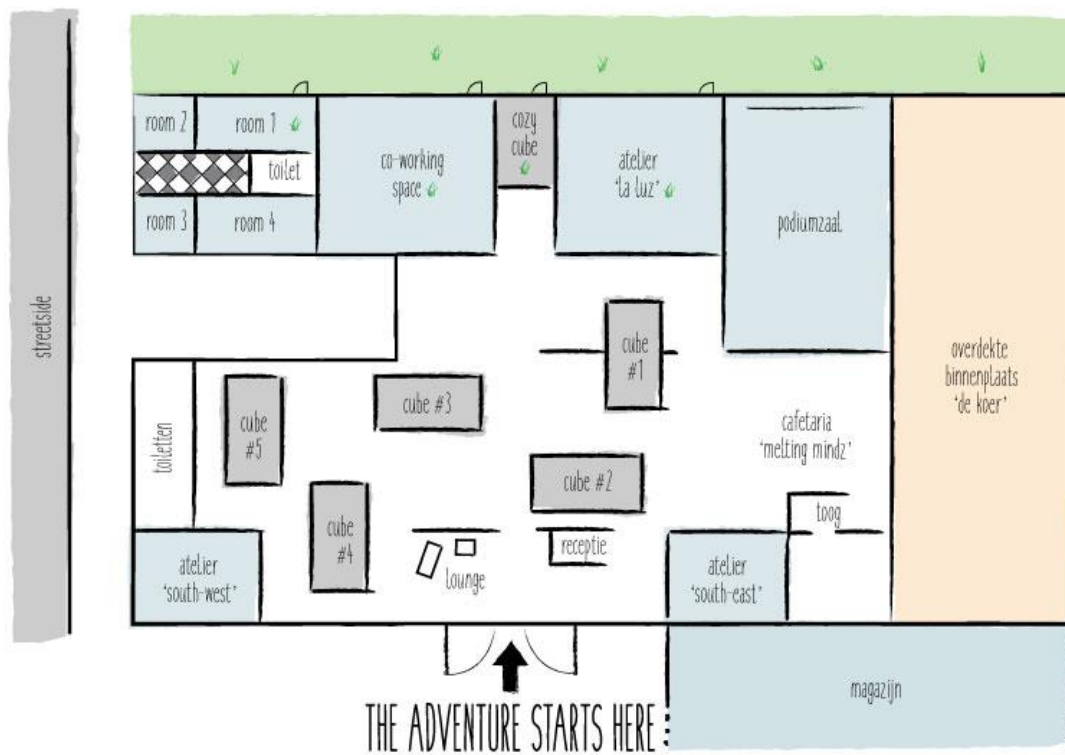 streetside
room 2
room 1
toilet
room 3
room 4
co-working
space
cozy
cube
atelier
'la luz'
podiumzaal
overdekte
binnenplaats
'de koer'
cube
#1
cube #3
cube
#5
cube #2
cube
#4
toiletten
cafetaria
'melting mindz'
toog
receptie
lounge
atelier
'south-west'
atelier
'south-east'
magazijn
THE ADVENTURE STARTS HERE